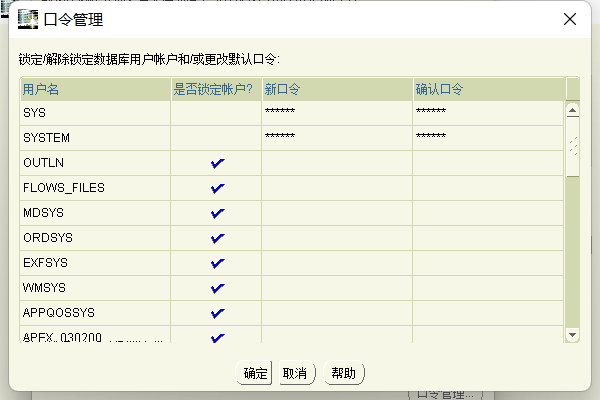 口令管理
锁定/解除锁定数据库用户帐户和/或更改默认口令:
用户名 是否锁定帐户? 新口令 确认口令
SYS ****** ******
SYSTEM ****** ******
OUTLN
FLOWS_FILES
MDSYS
ORDSYS
EXFSYS
WMSYS
APPQOSSYS
APEX_030200
确定 取消 帮助
口令管理...